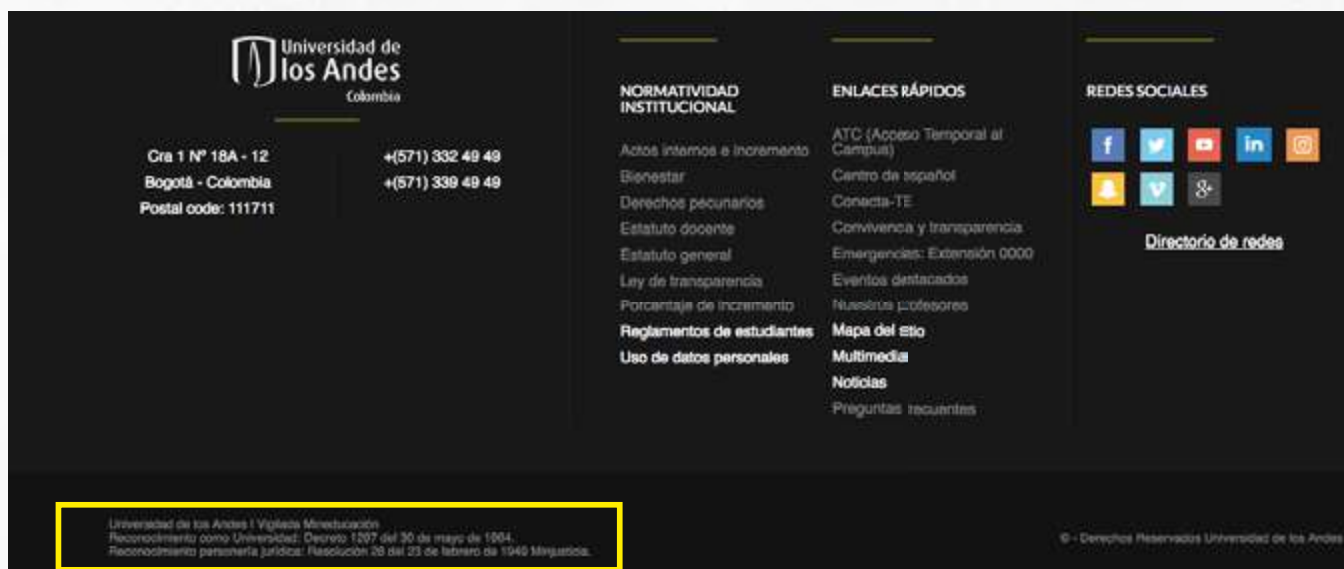 Universidad de
los Andes
Colombia
Cra 1 Nº 18A - 12
Bogotá - Colombia
Postal code: 111711
+(571) 332 49 49
+(571) 339 49 49
NORMATIVIDAD
INSTITUCIONAL
Actos internos e incremento
Bienestar
Derechos pecunarios
Estatuto docente
Estatuto general
Ley de transparencia
Porcentaje de incremento
Reglamentos de estudiantes
Uso de datos personales
ENLACES RÁPIDOS
ATC (Acceso Temporal al
Campus)
Centro de español
Conecta-TE
Convivenca y transparencia
Emergencias: Extensión 0000
Eventos destacados
Nuestros profesores
Mapa del sitio
Multimedia
Noticias
Preguntas recuentes
REDES SOCIALES
Directorio de redes
Universidad de los Andes | Vigilada Mineducación
Reconocimiento como Universidad: Decreto 1297 del 30 de mayo de 1964.
Reconocimiento personería jurídica: Resolución 28 del 23 de febrero de 1949 Minjusticia.
© - Derechos Reservados Universidad de los Andes